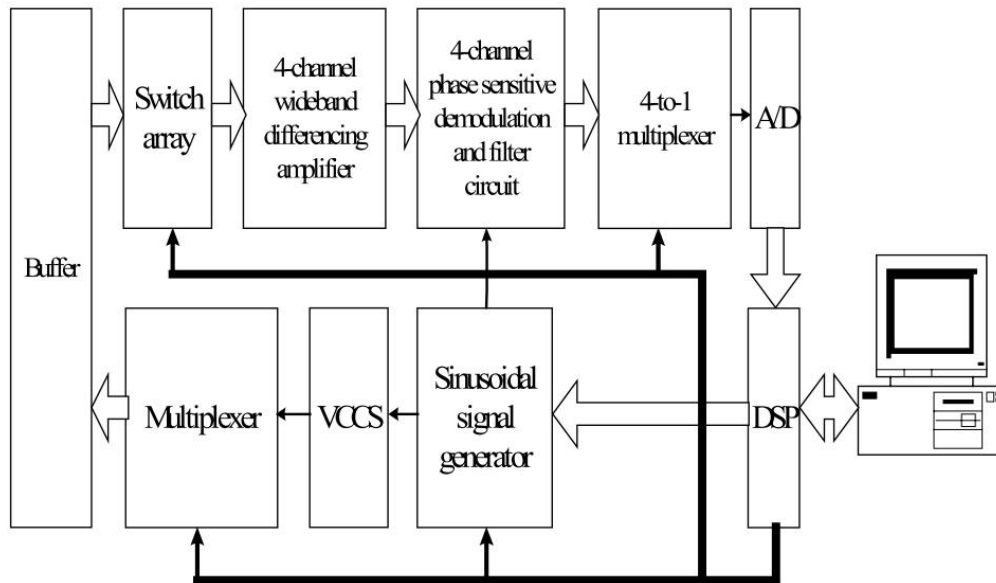 Buffer
Switch
array
4-channel
wideband
differencing
amplifier
4-channel
phase sensitive
demodulation
and filter
circuit
4-to-1
multiplexer
A/D
Multiplexer
VCCS
Sinusoidal
signal
generator
DSP